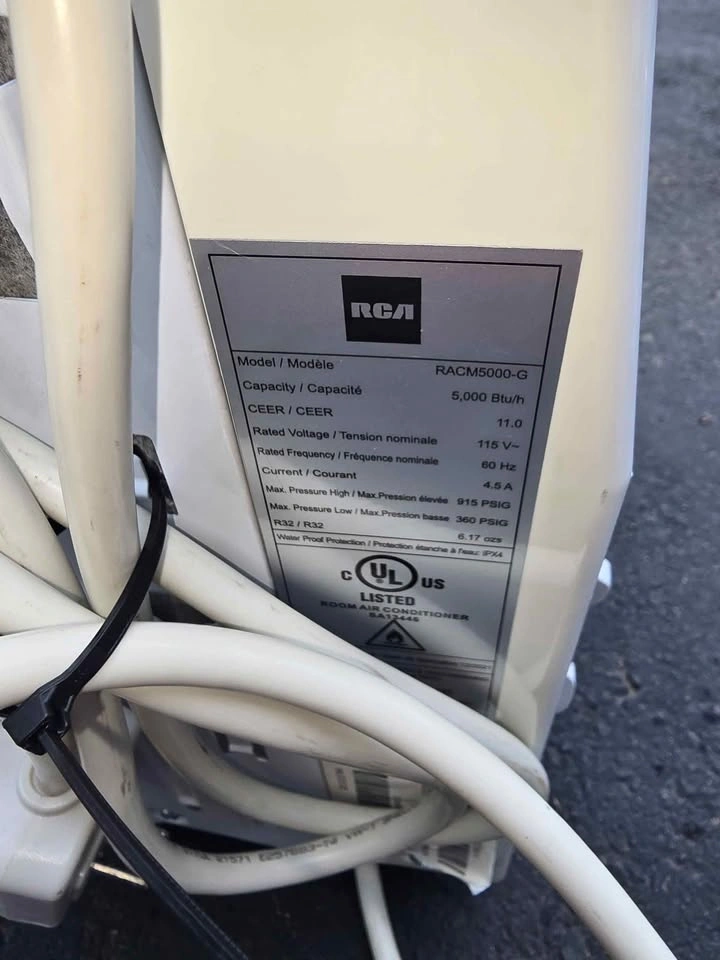 RCA
Model / Modèle RACM5000-G
Capacity / Capacité 5,000 Btu/h
CEER / CEER 11.0
Rated Voltage / Tension nominale 115 V~
Rated Frequency / Fréquence nominale 60 Hz
Current / Courant 4.5 A
Max. Pressure High / Max.Pression élevée 915 PSIG
Max. Pressure Low / Max.Pression basse 360 PSIG
R32 / R32 6.17 ozs
Water Proof Protection / Protection étanche à l'eau: IPX4
C UL US
LISTED
ROOM AIR CONDITIONER
SA13446